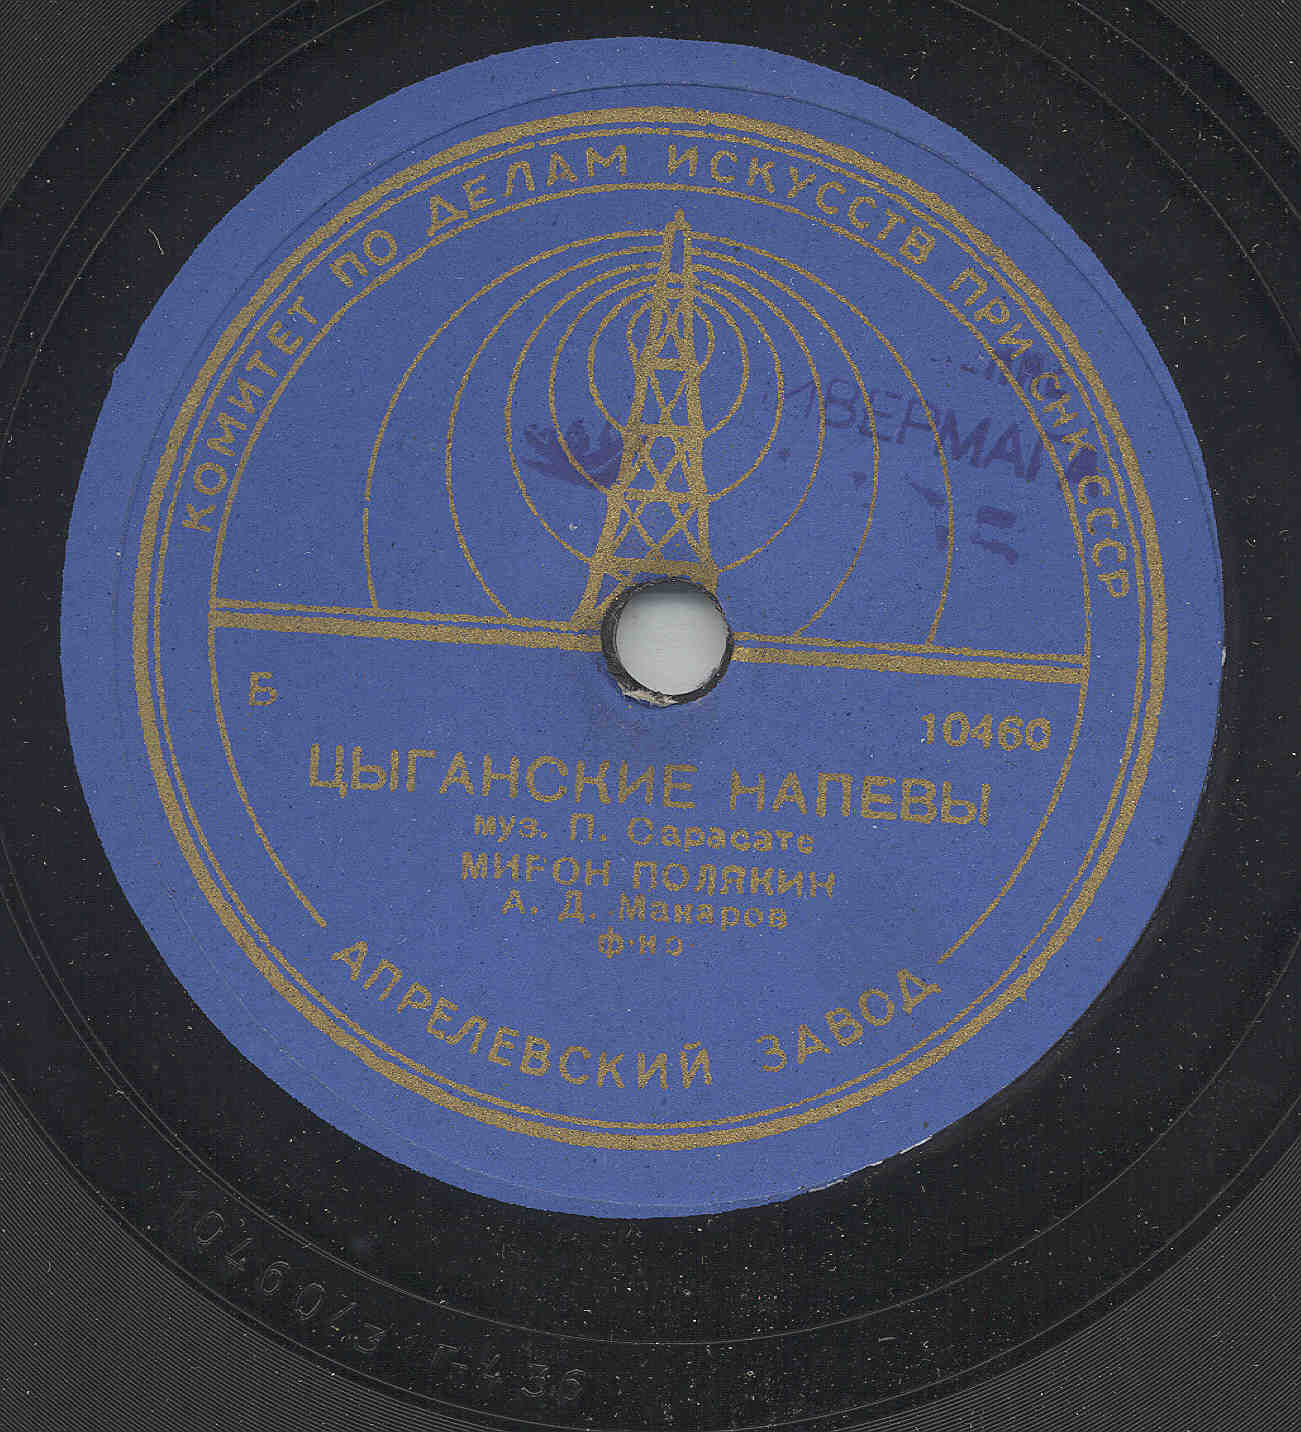 КОМИТЕТ ПО ДЕЛАМ ИСКУССТВ ПРИ СНК СССР
Б
10460
ЦЫГАНСКИЕ НАПЕВЫ
муз. П. Сарасате
МИРОН ПОЛЯКИН
А. Д. Макаров
ф-но
АПРЕЛЕВСКИЙ ЗАВОД